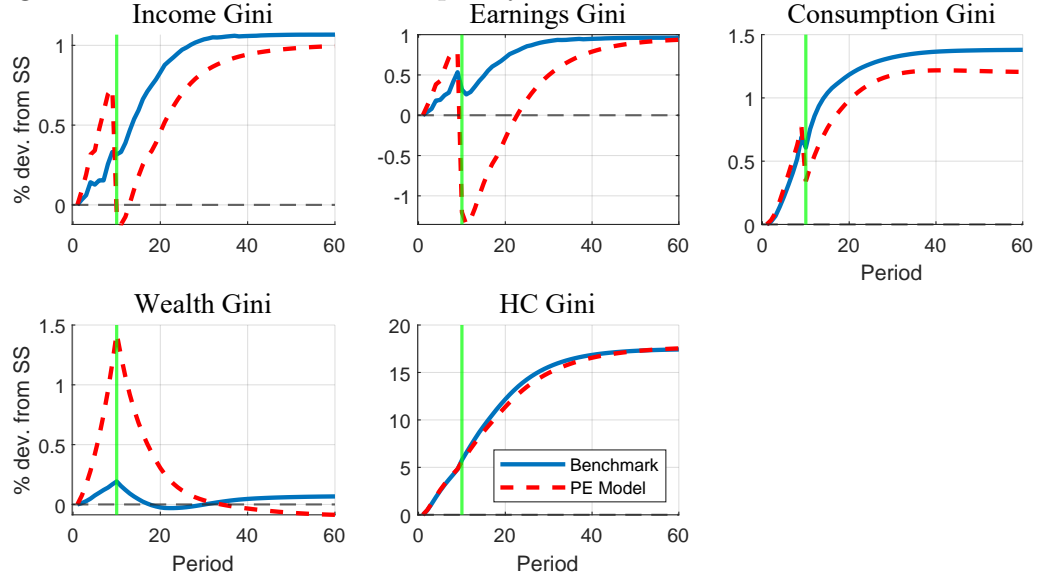 Income Gini
Earnings Gini
Consumption Gini
% dev. from SS
1
0.5
0
0 20 40 60
1
0.5
0
-0.5
-1
0 20 40 60
1.5
1
0.5
0
0 20 40 60
Period
Wealth Gini
HC Gini
% dev. from SS
1.5
1
0.5
0
0 20 40 60
Period
20
15
10
5
0
0 20 40 60
Period
Benchmark
PE Model